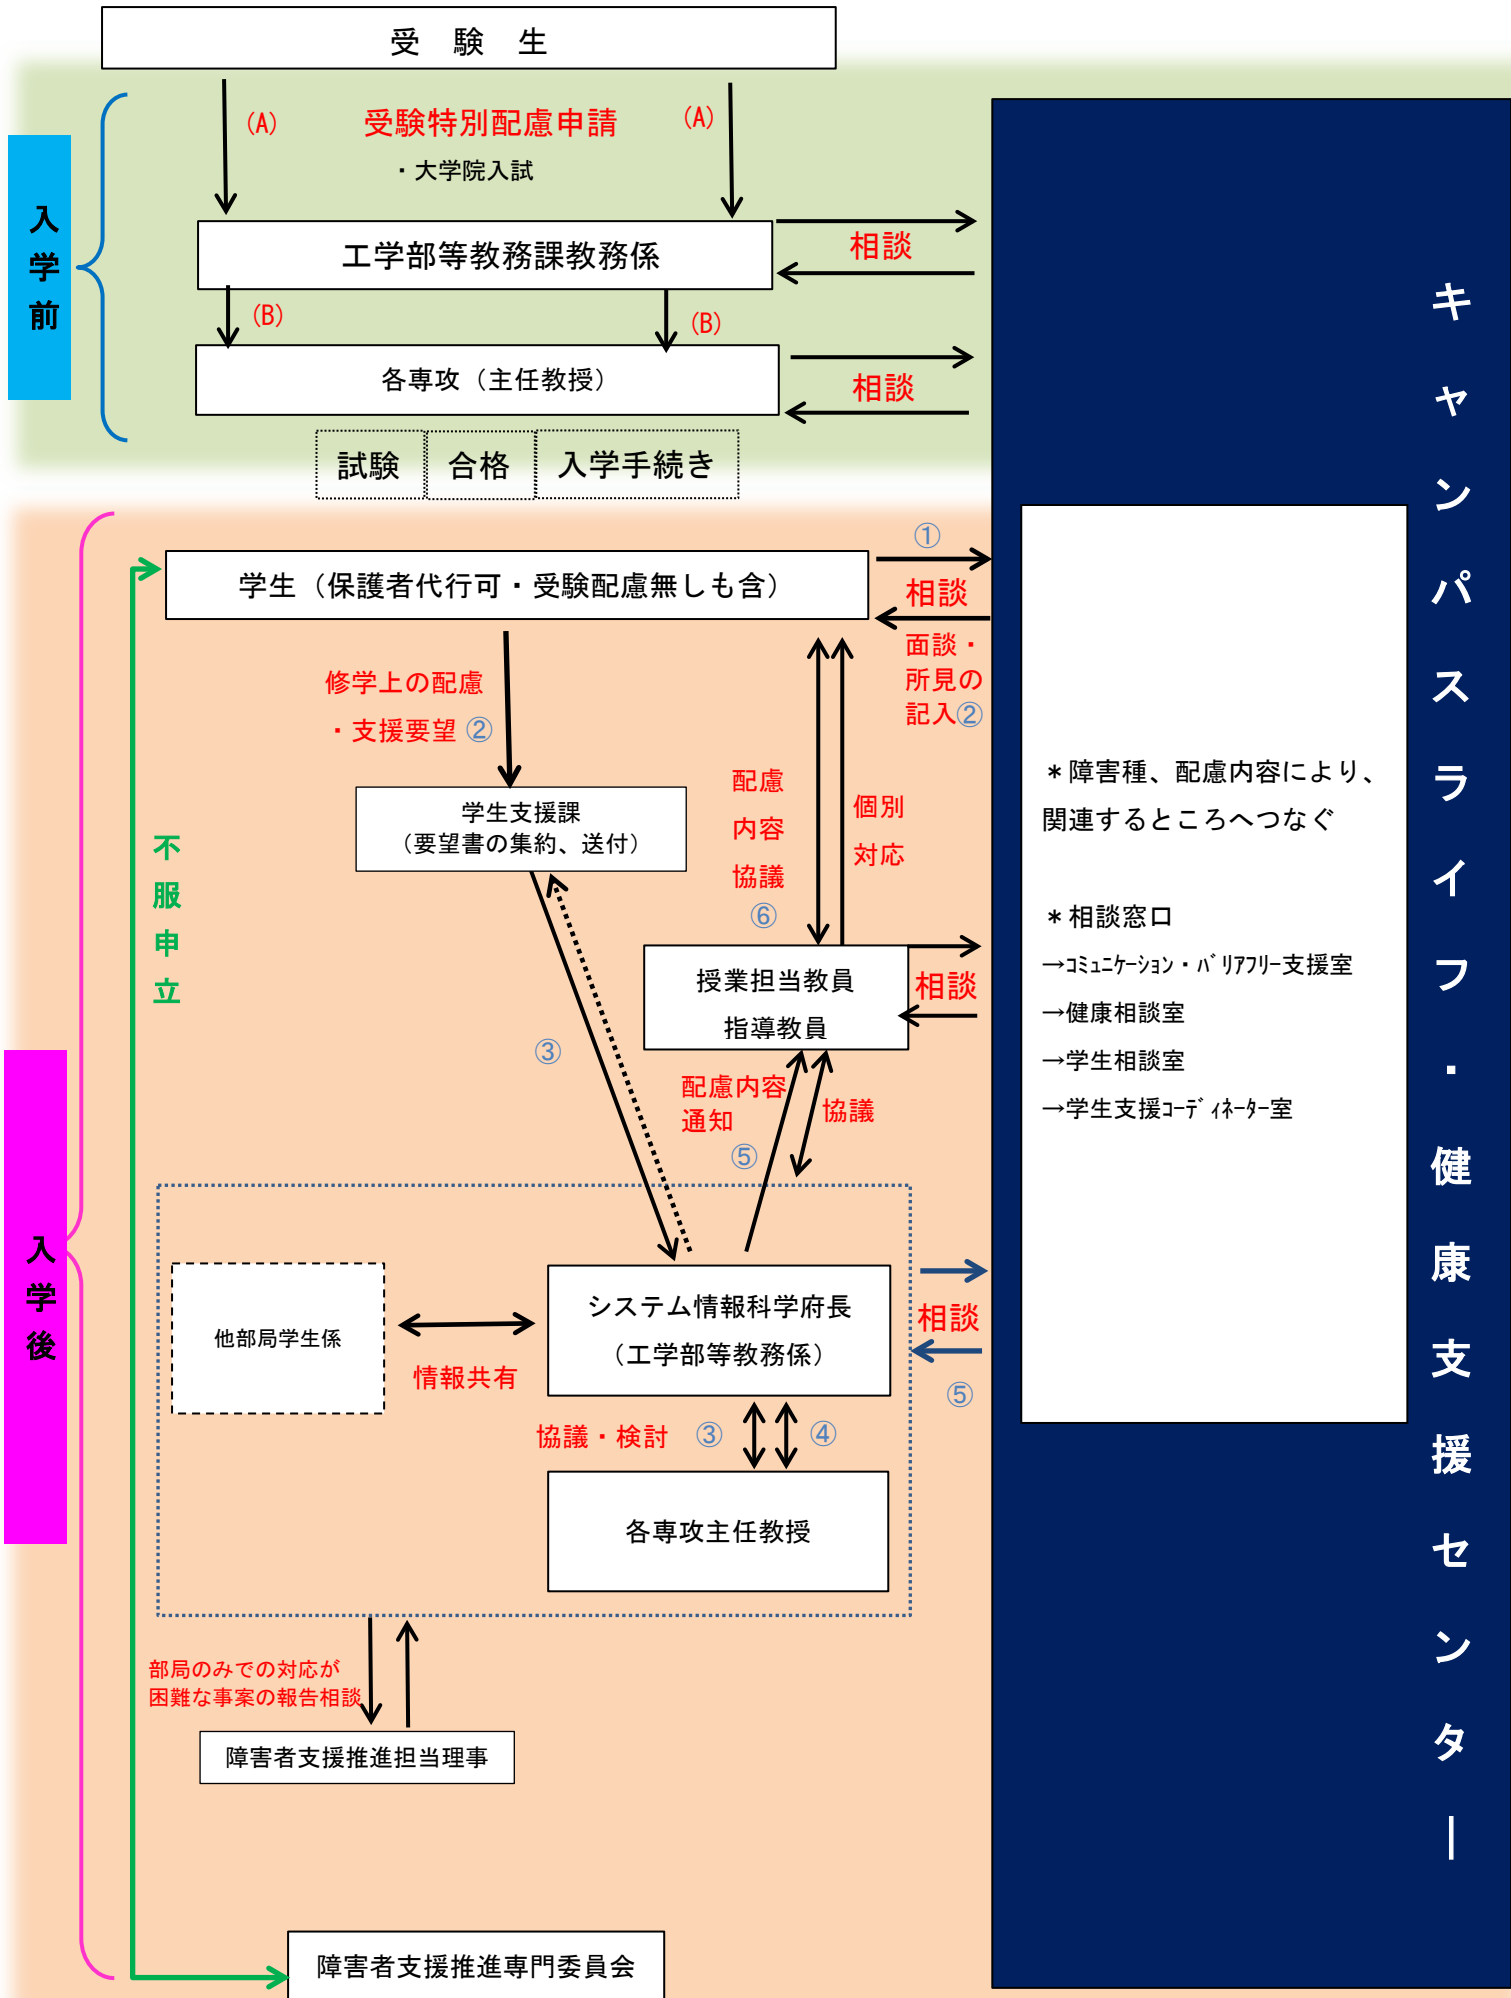 受　験　生
(A)
受験特別配慮申請
(A)
・大学院入試
入学前
工学部等教務課教務係
相談
(B)
(B)
各専攻（主任教授）
相談
試験
合格
入学手続き
学生（保護者代行可・受験配慮無しも含）
①
相談
面談・
所見の
記入②
修学上の配慮
・支援要望 ②
学生支援課
（要望書の集約、送付）
配慮
内容
協議
⑥
個別
対応
不服申立
授業担当教員
指導教員
相談
③
配慮内容
通知
⑤
協議
入学後
他部局学生係
情報共有
システム情報科学府長
（工学部等教務係）
相談
⑤
協議・検討
③
④
各専攻主任教授
部局のみでの対応が
困難な事案の報告相談
障害者支援推進担当理事
障害者支援推進専門委員会
キャンパスライフ・健康支援センター
＊障害種、配慮内容により、
関連するところへつなぐ
＊相談窓口
→ｺﾐｭﾆｹｰｼｮﾝ・ﾊﾞﾘｱﾌﾘｰ支援室
→健康相談室
→学生相談室
→学生支援ｺｰﾃﾞｨﾈｰﾀｰ室